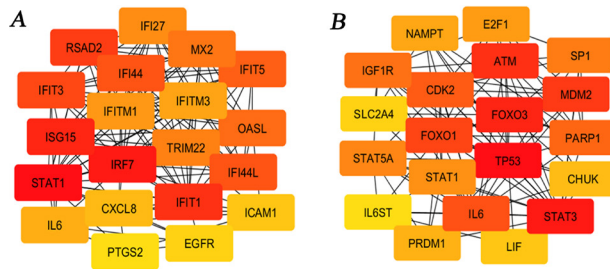 A
IFI27
RSAD2
MX2
IFI44
IFIT5
IFIT3
IFITM1
IFITM3
OASL
ISG15
TRIM22
IRF7
IFI44L
STAT1
IFIT1
CXCL8
ICAM1
IL6
EGFR
PTGS2
B
E2F1
NAMPT
SP1
ATM
IGF1R
MDM2
CDK2
SLC2A4
FOXO3
FOXO1
PARP1
STAT5A
TP53
STAT1
CHUK
IL6ST
IL6
STAT3
PRDM1
LIF